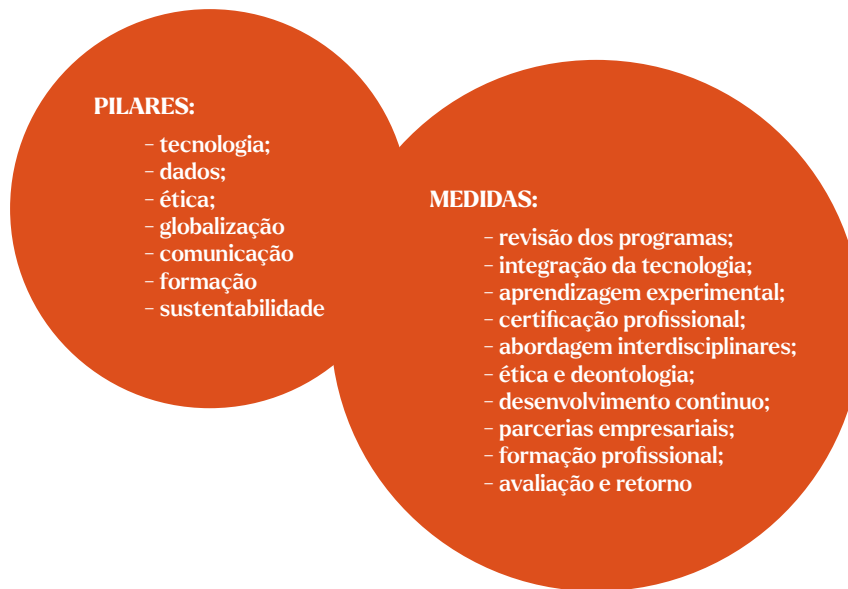 PILARES:
– tecnologia;
– dados;
– ética;
– globalização
– comunicação
– formação
– sustentabilidade
MEDIDAS:
– revisão dos programas;
– integração da tecnologia;
– aprendizagem experimental;
– certificação profissional;
– abordagem interdisciplinares;
– ética e deontologia;
– desenvolvimento continuo;
– parcerias empresariais;
– formação profissional;
– avaliação e retorno